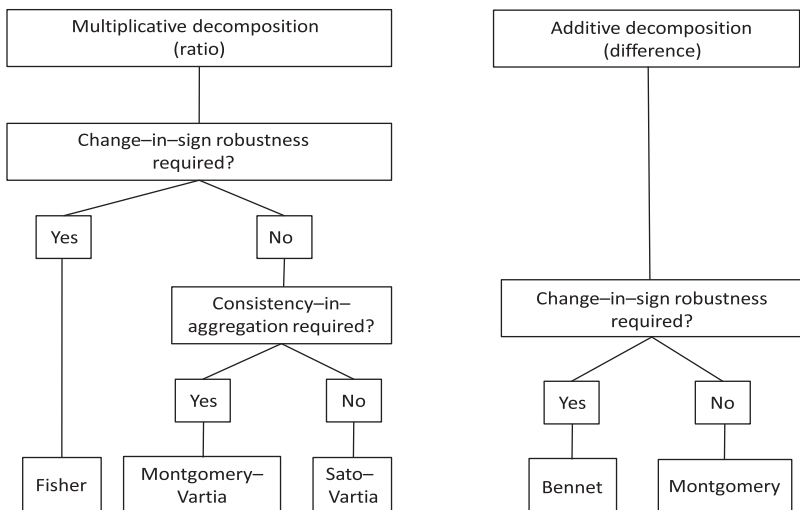 Multiplicative decomposition
(ratio)
Change–in–sign robustness
required?
Yes
No
Consistency–in–
aggregation required?
Yes
No
Fisher
Montgomery–
Vartia
Sato–
Vartia
Additive decomposition
(difference)
Change–in–sign robustness
required?
Yes
No
Bennet
Montgomery